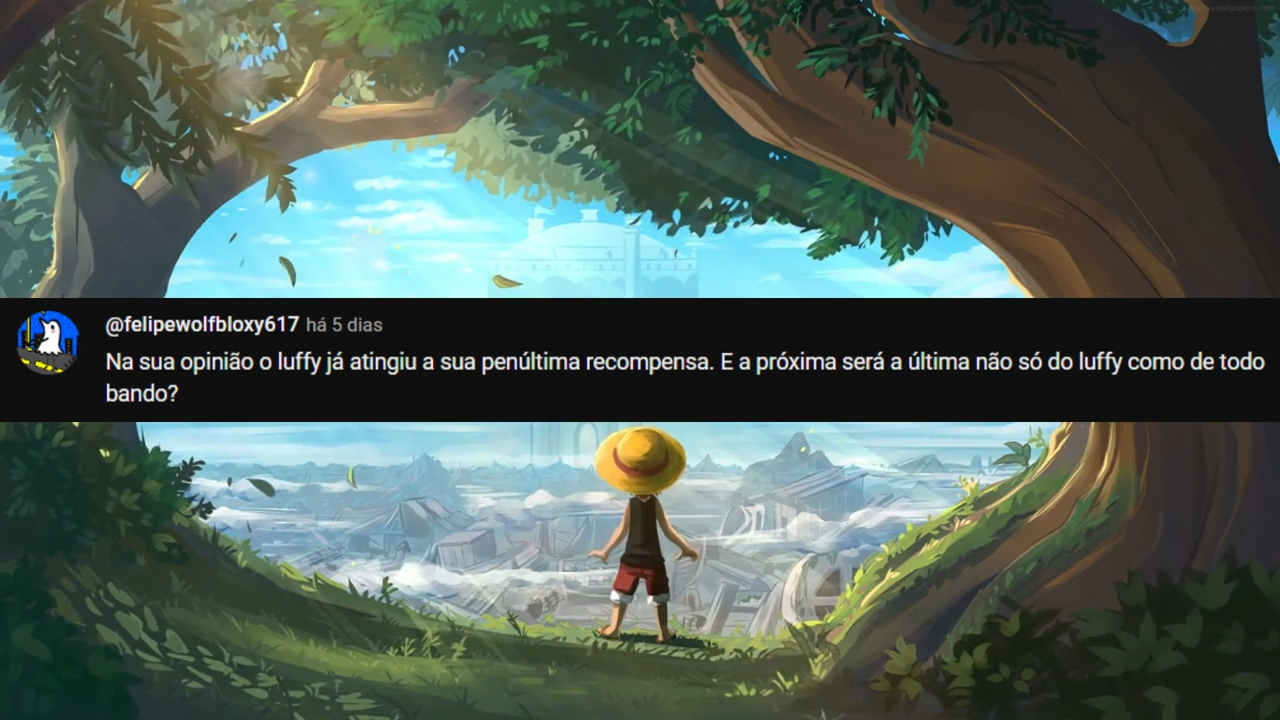 @felipewolfbloxy617 há 5 dias
Na sua opinião o luffy já atingiu a sua penúltima recompensa. E a próxima será a última não só do luffy como de todo
bando?